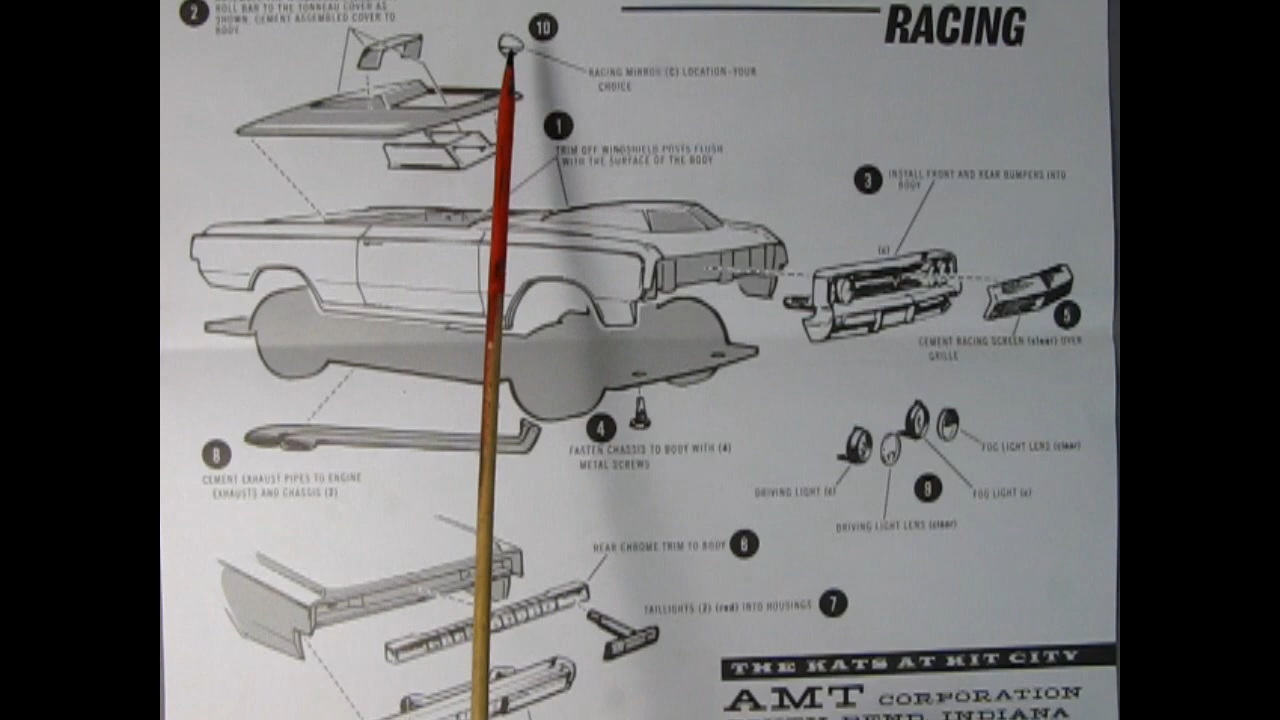 RACING
2
ROLL BAR TO THE TONNEAU COVER AS
SHOWN. CEMENT ASSEMBLED COVER TO
BODY
10
RACING MIRROR (C) LOCATION-YOUR
CHOICE
1
TRIM OFF WINDSHIELD POSTS FLUSH
WITH THE SURFACE OF THE BODY
3
INSTALL FRONT AND REAR BUMPERS INTO
BODY
(c)
5
CEMENT RACING SCREEN (clear) OVER
GRILLE
4
FASTEN CHASSIS TO BODY WITH (4)
METAL SCREWS
8
CEMENT EXHAUST PIPES TO ENGINE
EXHAUSTS AND CHASSIS (2)
FOG LIGHT LENS (clear)
DRIVING LIGHT (c)
9
FOG LIGHT (c)
DRIVING LIGHT LENS (clear)
REAR CHROME TRIM TO BODY
6
TAILLIGHTS (2) (red) INTO HOUSINGS
7
THE KATS AT KIT CITY
AMT CORPORATION
BEND, INDIANA